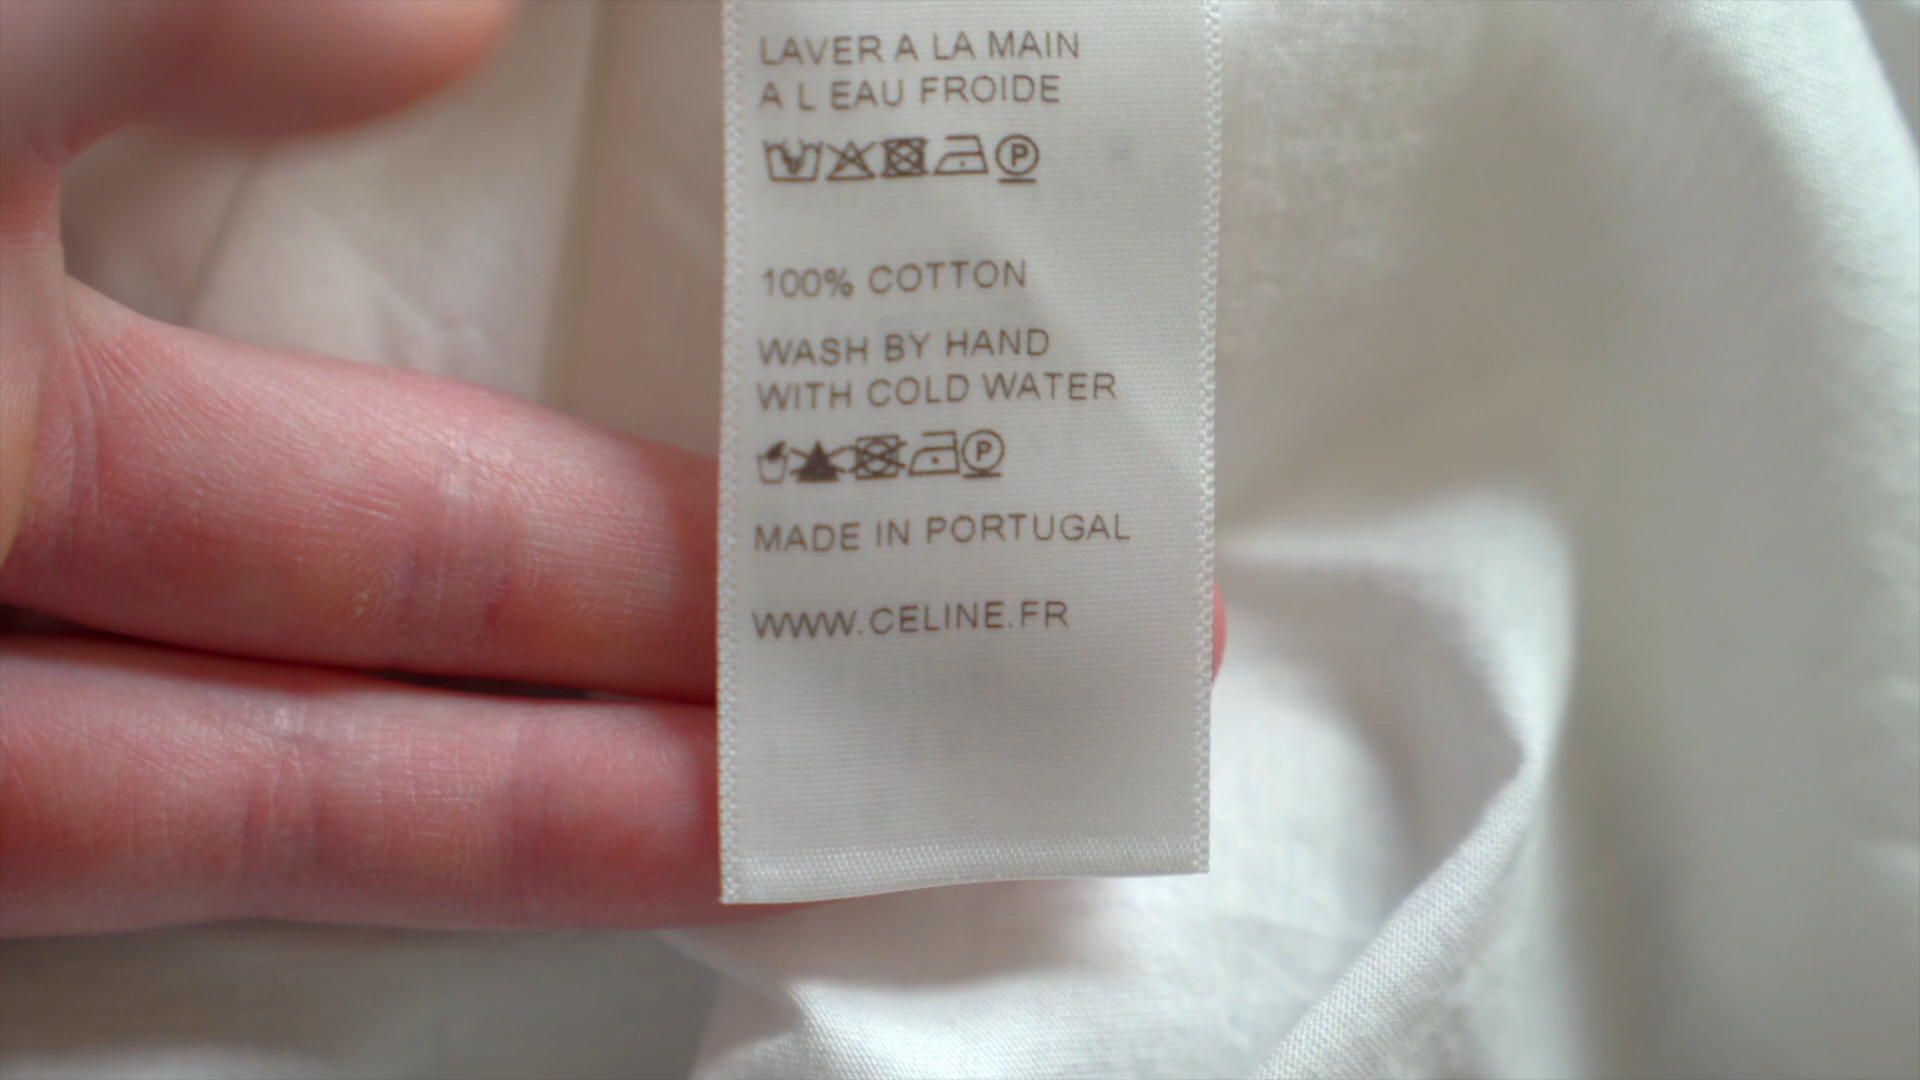 LAVER A LA MAIN
A L EAU FROIDE
P
100% COTTON
WASH BY HAND
WITH COLD WATER
P
MADE IN PORTUGAL
WWW.CELINE.FR